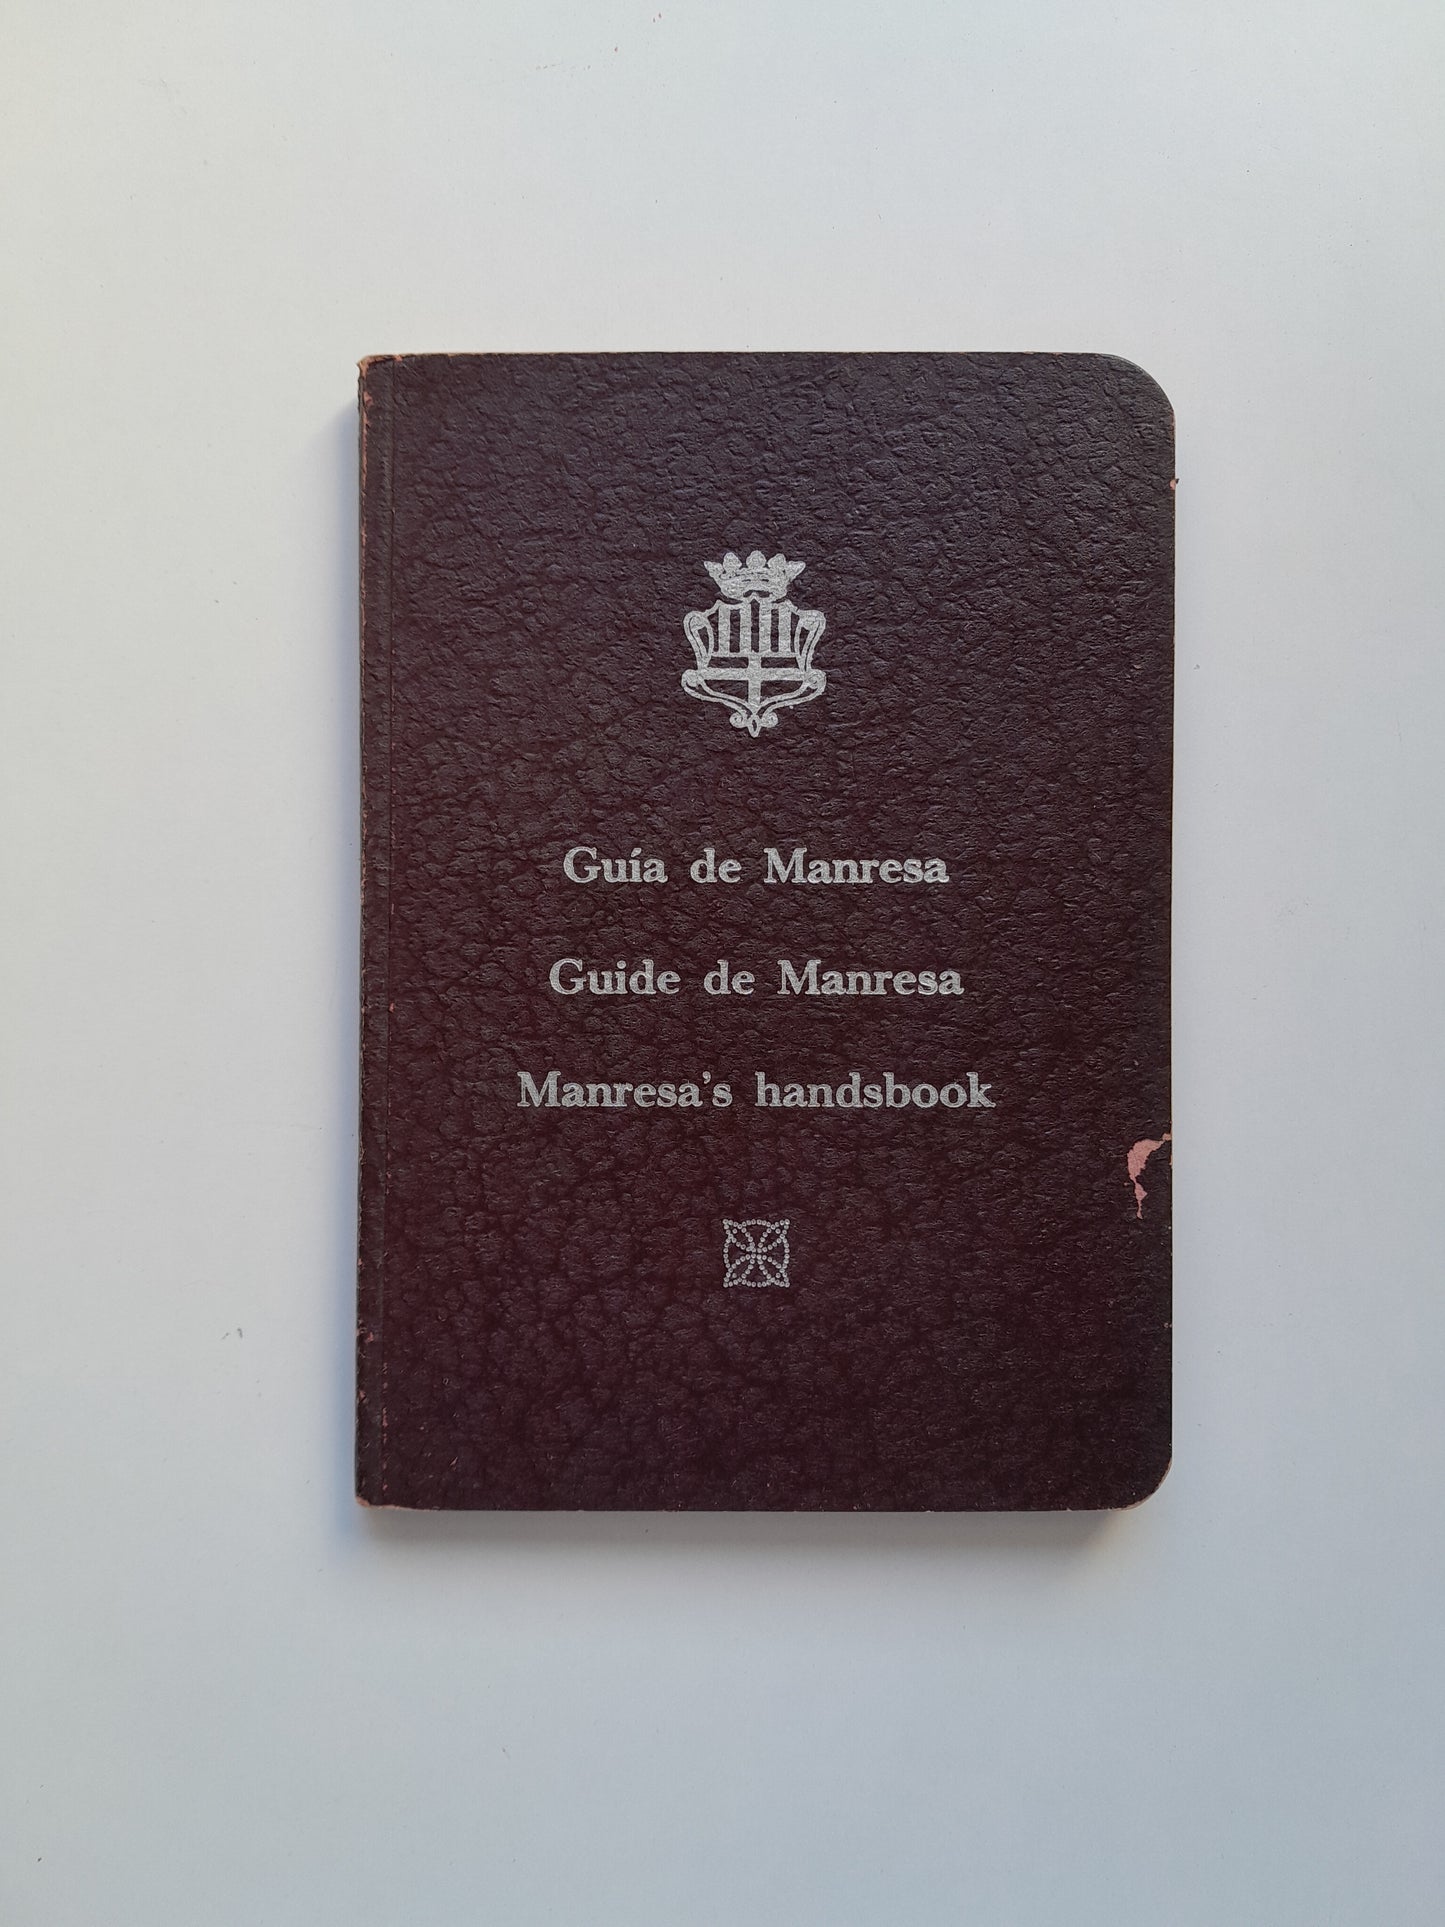 Guía de Manresa
Guide de Manresa
Manresa's handsbook